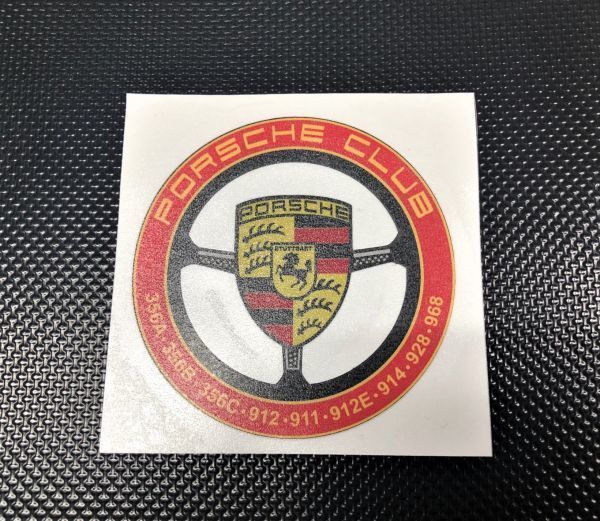 PORSCHE CLUB
PORSCHE
STUTTGART
356A · 356B · 356C · 912 · 911 · 912E · 914 · 928 · 968